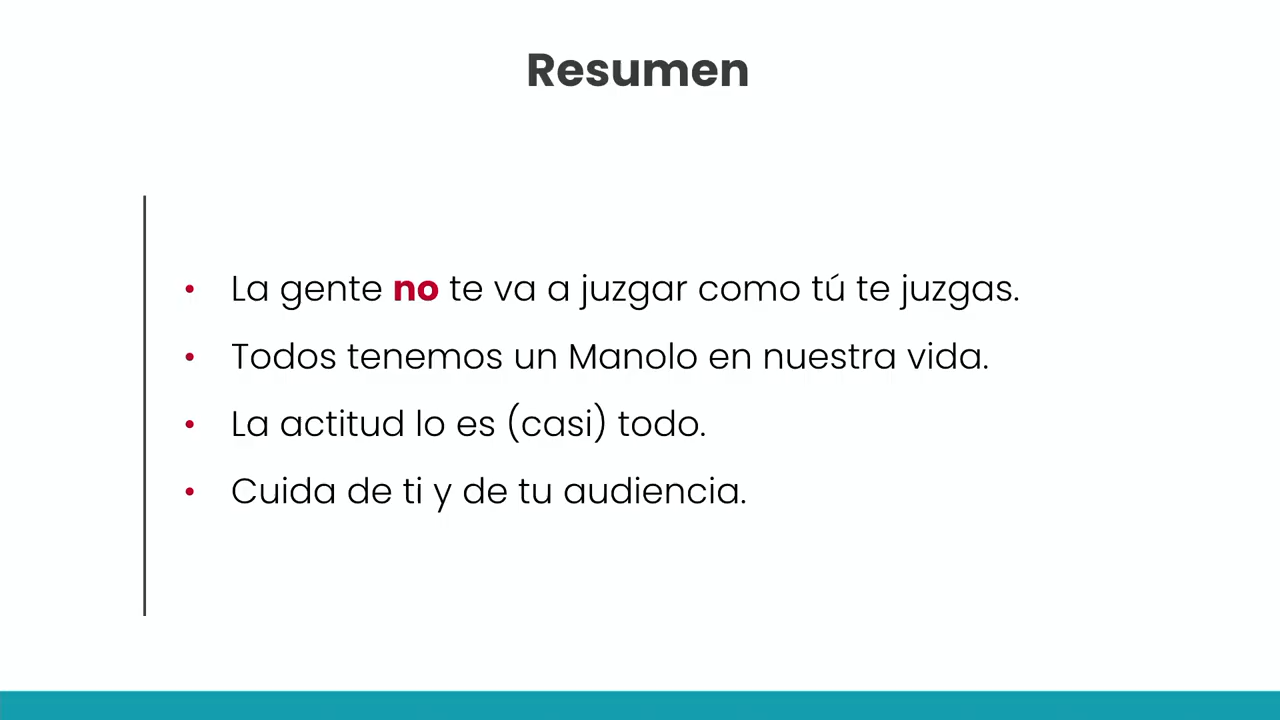 Resumen
• La gente no te va a juzgar como tú te juzgas.
• Todos tenemos un Manolo en nuestra vida.
• La actitud lo es (casi) todo.
• Cuida de ti y de tu audiencia.